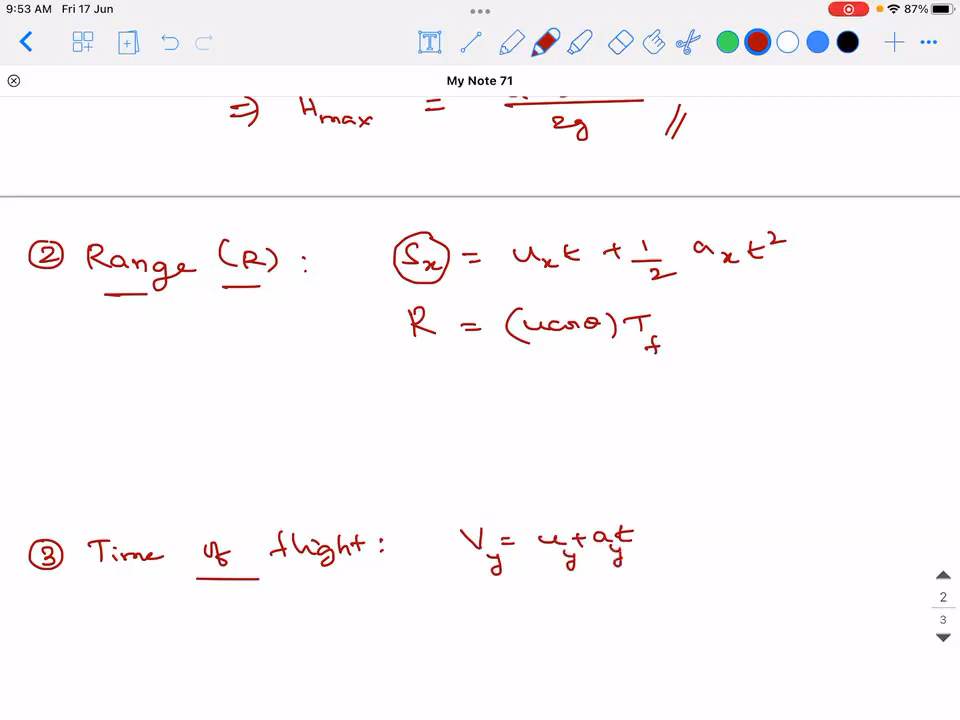 9:53 AM Fri 17 Jun
87%
My Note 71
⇒ Hmax = 2g //
② Range (R) : Sx = uxt + 1/2 axt²
R = (ucosθ) Tf
③ Time of flight : Vy = uy + ayt
2
3